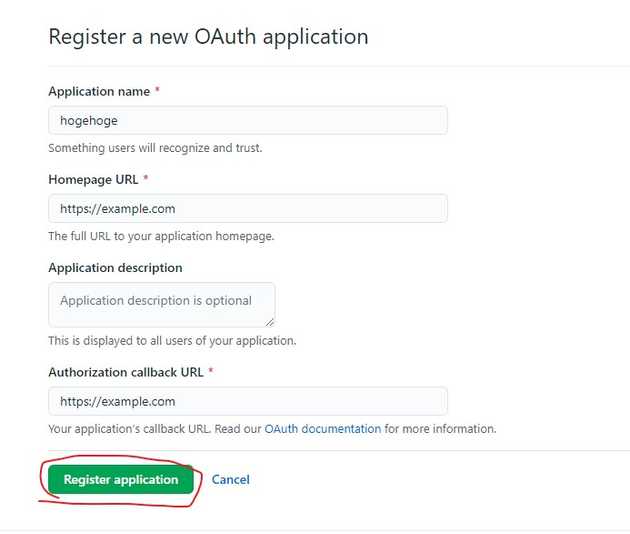 Register a new OAuth application
Application name *
hogehoge
Something users will recognize and trust.
Homepage URL *
https://example.com
The full URL to your application homepage.
Application description
Application description is optional
This is displayed to all users of your application.
Authorization callback URL *
https://example.com
Your application's callback URL. Read our OAuth documentation for more information.
Register application Cancel